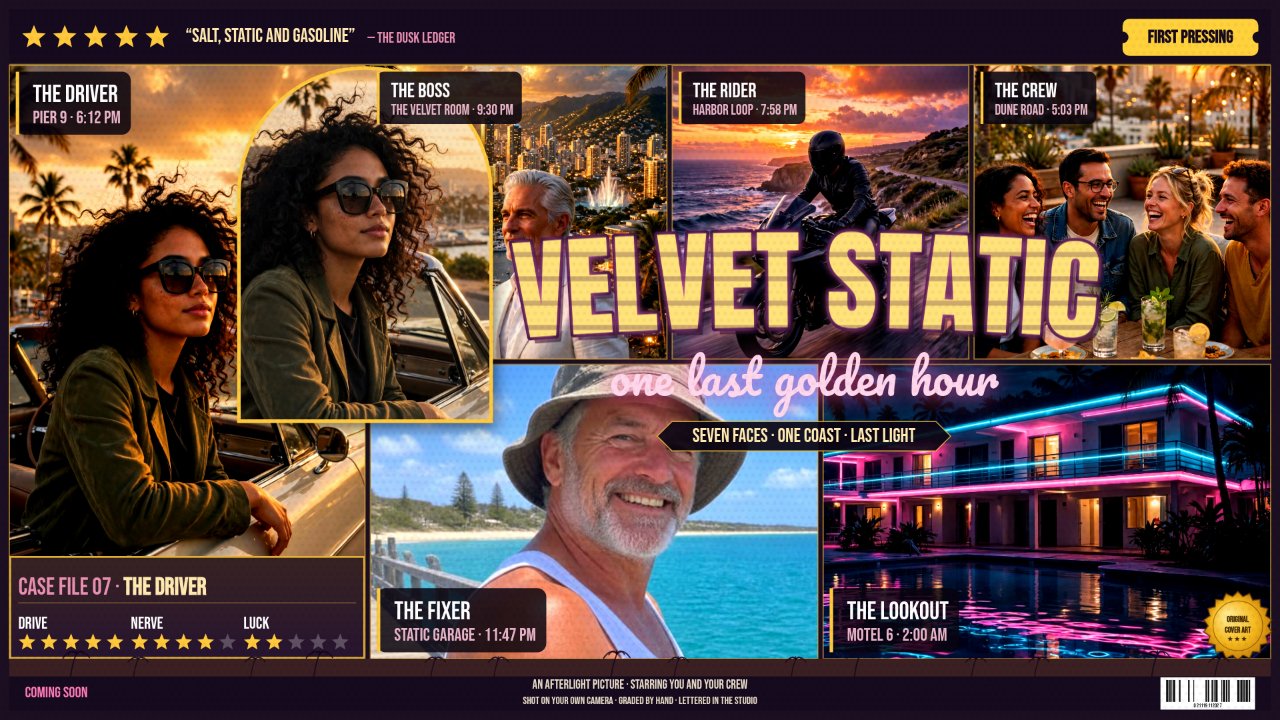 “SALT, STATIC AND GASOLINE” – THE DUSK LEDGER
FIRST PRESSING
THE DRIVER
PIER 9 · 6:12 PM
THE BOSS
THE VELVET ROOM · 9:30 PM
THE RIDER
HARBOR LOOP · 7:58 PM
THE CREW
DUNE ROAD · 5:03 PM
VELVET STATIC
one last golden hour
SEVEN FACES · ONE COAST · LAST LIGHT
CASE FILE 07 · THE DRIVER
DRIVE NERVE LUCK
THE FIXER
STATIC GARAGE · 11:47 PM
THE LOOKOUT
MOTEL 6 · 2:00 AM
ORIGINAL
COVER ART
COMING SOON
AN AFTERLIGHT PICTURE · STARRING YOU AND YOUR CREW
SHOT ON YOUR OWN CAMERA · GRADED BY HAND · LETTERED IN THE STUDIO